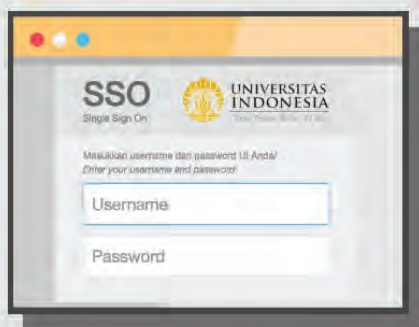 SSO
Single Sign On
UNIVERSITAS
INDONESIA
Masukkan username dan password UI Anda/
Enter your username and password:
Username
Password